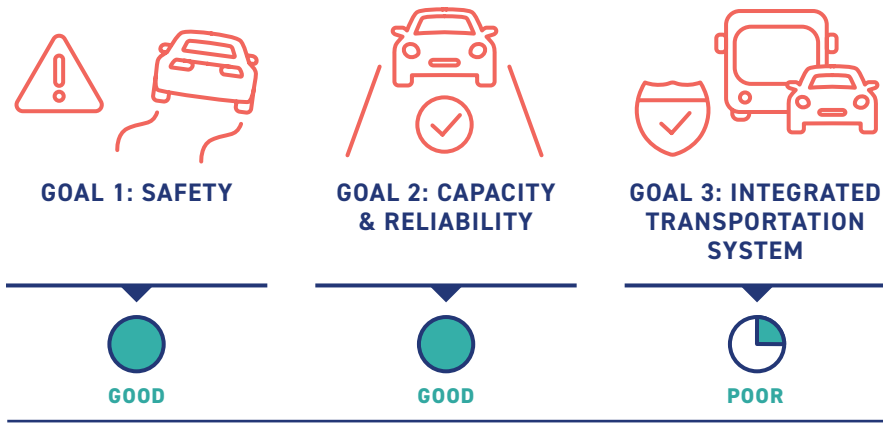 GOAL 1: SAFETY
GOAL 2: CAPACITY
& RELIABILITY
GOAL 3: INTEGRATED
TRANSPORTATION
SYSTEM
GOOD
GOOD
POOR